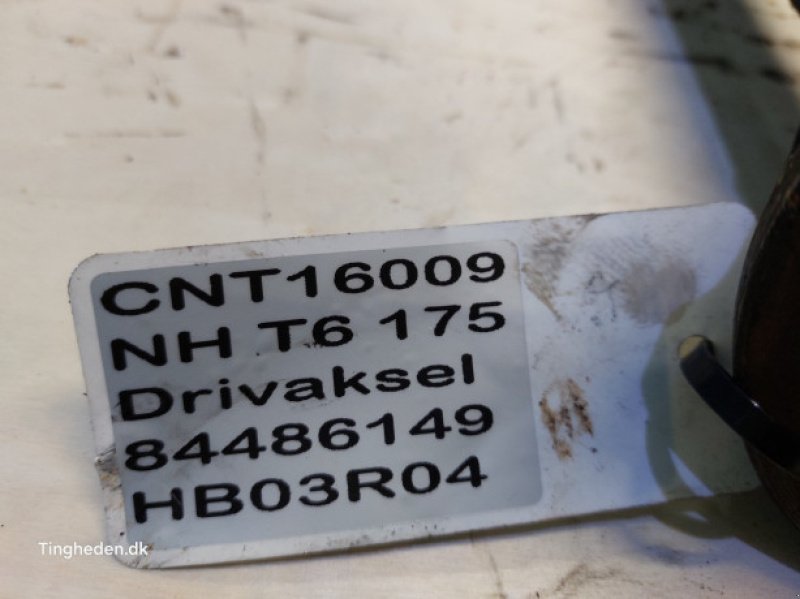 CNT16009
NH T6 175
Drivaksel
84486149
HB03R04
Tingheden.dk